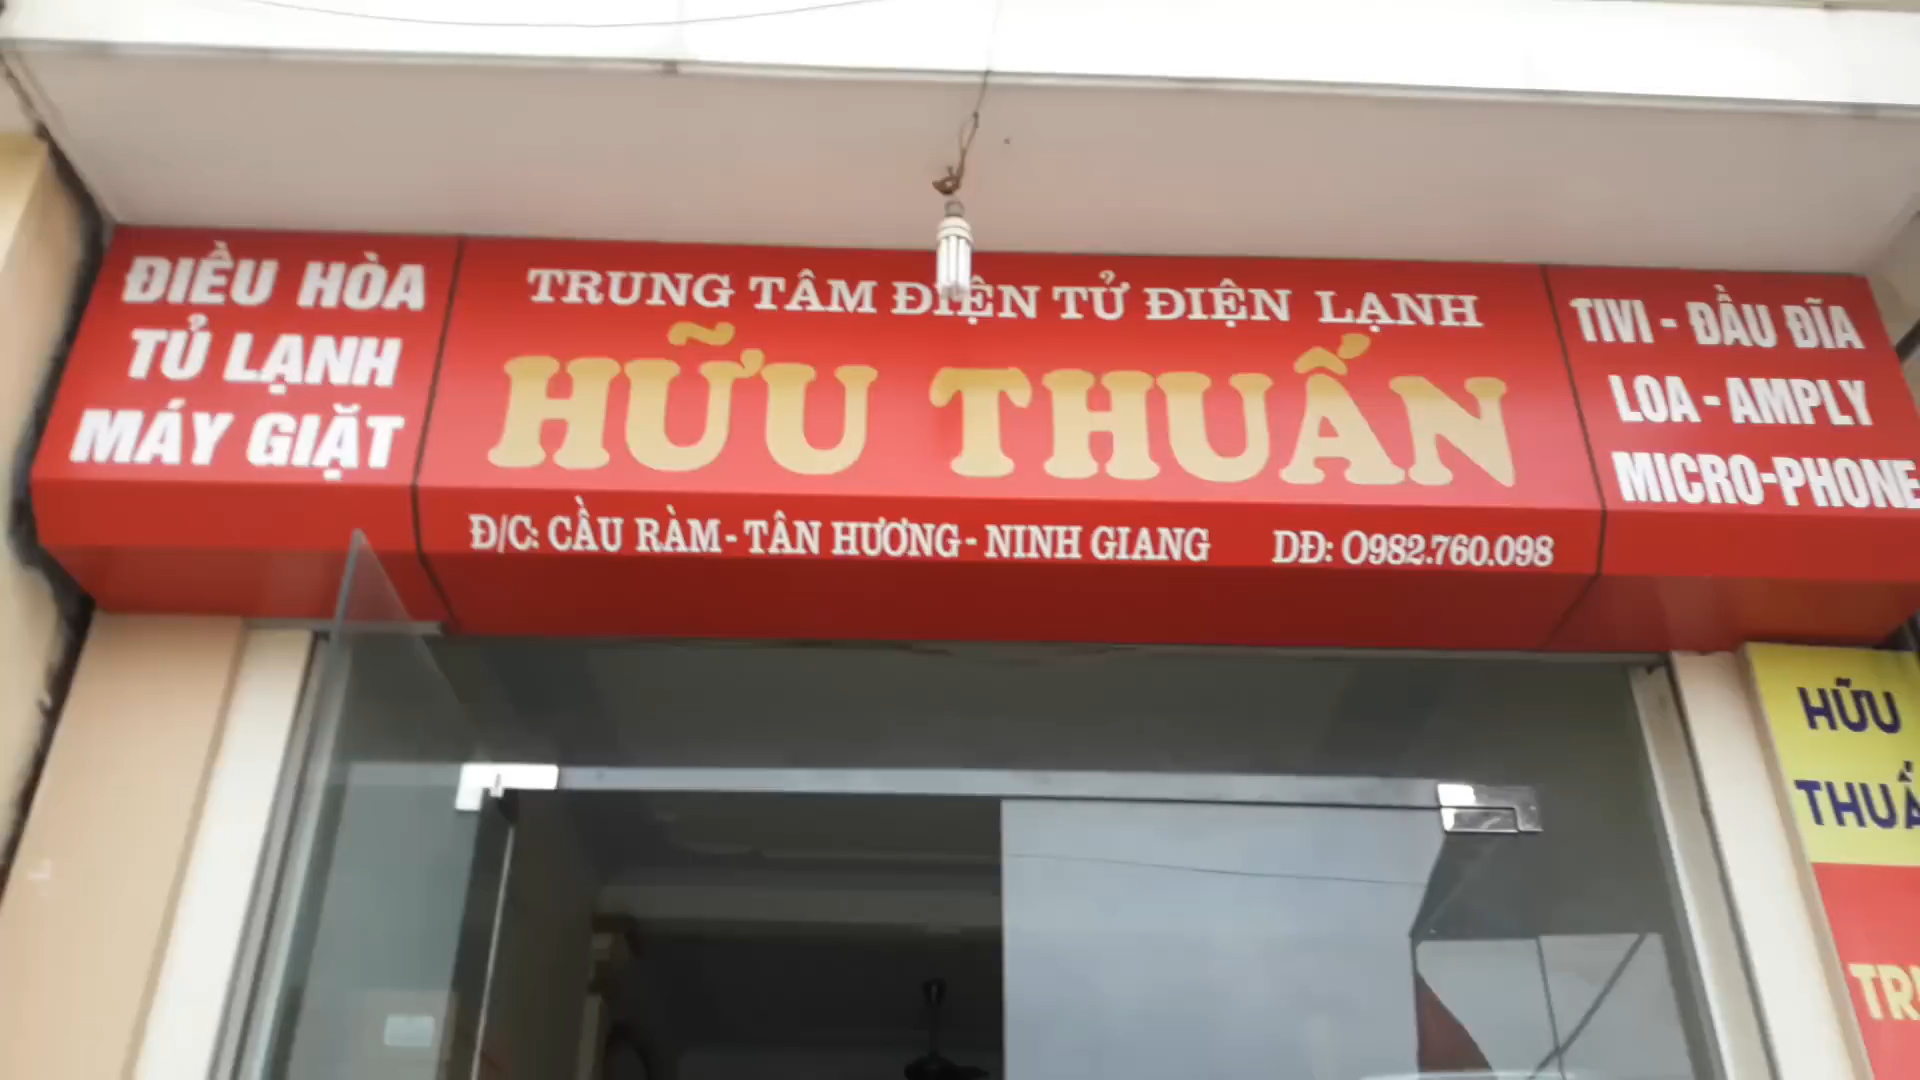 ĐIỀU HÒA
TỦ LẠNH
MÁY GIẶT
TRUNG TÂM ĐIỆN TỬ ĐIỆN LẠNH
HỮU THUẤN
Đ/C: CẦU RÀM - TÂN HƯƠNG - NINH GIANG DĐ: 0982.760.098
TIVI - ĐẦU ĐĨA
LOA - AMPLY
MICRO-PHONE
HỮU